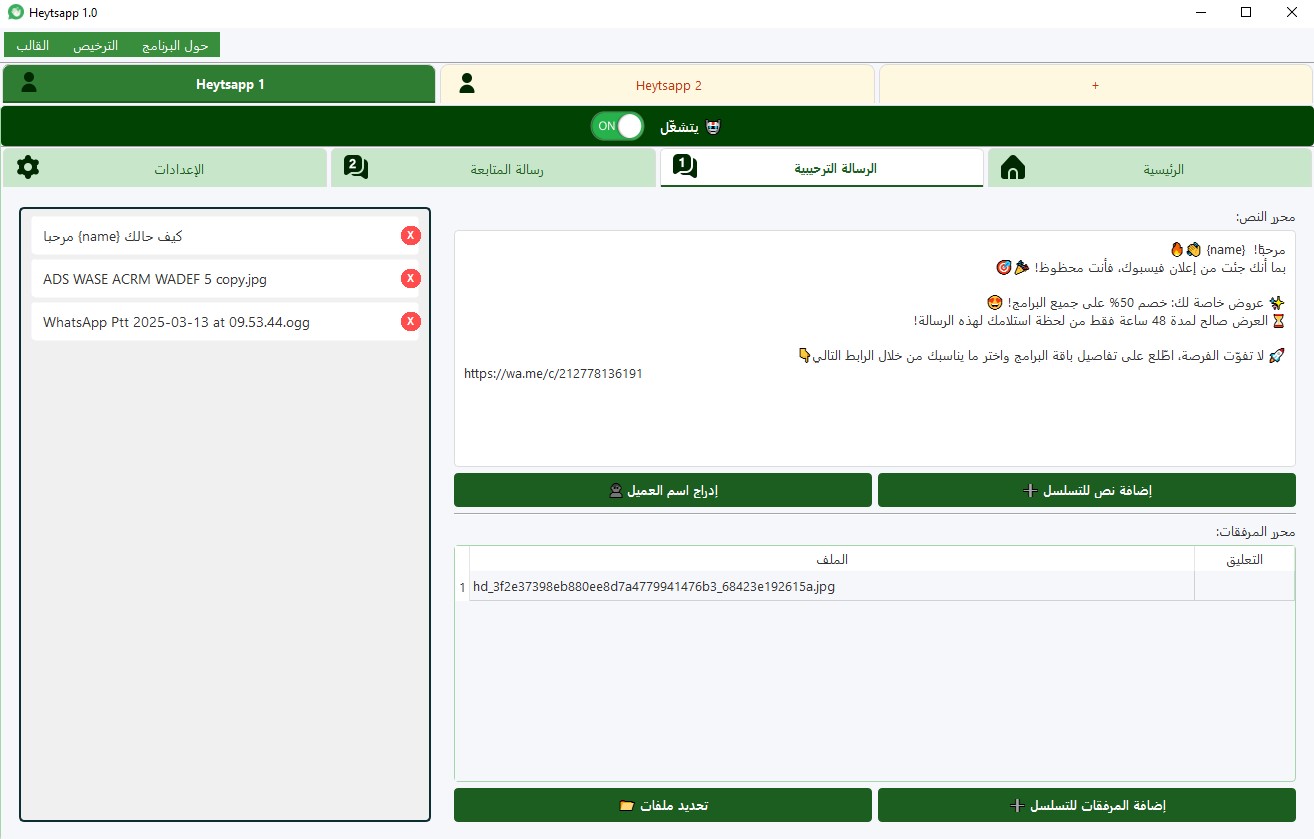 Heytsapp 1.0
القالب الترخيص حول البرنامج
Heytsapp 1
Heytsapp 2
+
ON
يتشغّل 🤖
الرئيسية
1
الرسالة الترحيبية
2
رسالة المتابعة
الإعدادات
محرر النص:
مرحبًا! {name} 👏🔥
بما أنك جئت من إعلان فيسبوك، فأنت محظوظ! 🎉🎯
✨ عروض خاصة لك: خصم 50% على جميع البرامج! 😍
⏳ العرض صالح لمدة 48 ساعة فقط من لحظة استلامك لهذه الرسالة!
🚀 لا تفوّت الفرصة، اطّلع على تفاصيل باقة البرامج واختر ما يناسبك من خلال الرابط التالي👇
https://wa.me/c/212778136191
إضافة نص للتسلسل ➕
إدراج اسم العميل 👤
محرر المرفقات:
التعليق
الملف
1 hd_3f2e37398eb880ee8d7a4779941476b3_68423e192615a.jpg
إضافة المرفقات للتسلسل ➕
تحديد ملفات 📁
مرحبا {name} كيف حالك X
ADS WASE ACRM WADEF 5 copy.jpg X
WhatsApp Ptt 2025-03-13 at 09.53.44.ogg X